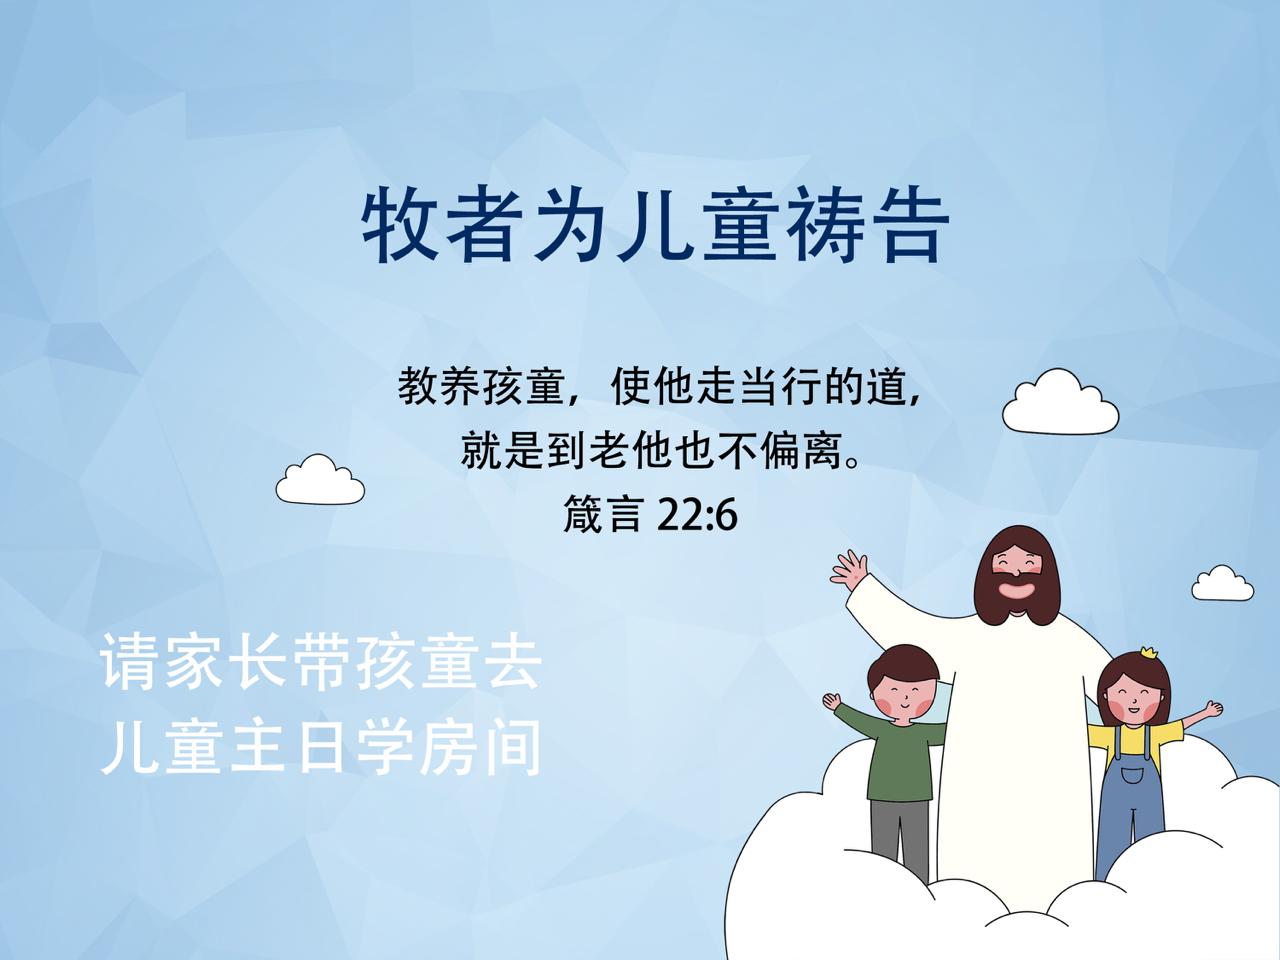 牧者为儿童祷告
教养孩童，使他走当行的道，
就是到老他也不偏离。
箴言 22:6
请家长带孩童去
儿童主日学房间